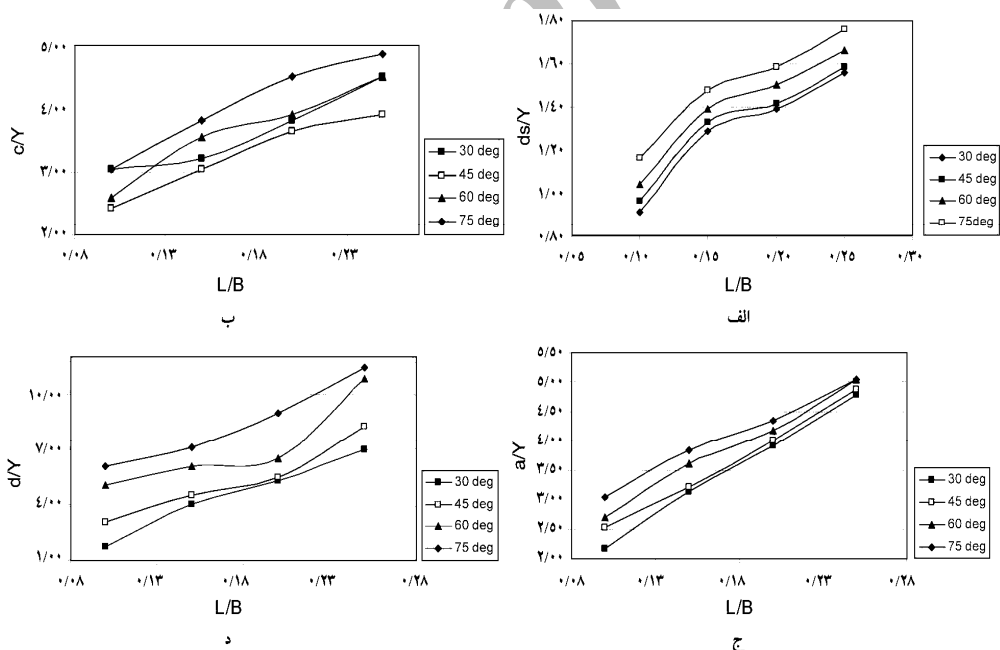 ۵/۰۰
۴/۰۰
۳/۰۰
۲/۰۰
c/Y
۰/۰۸
۰/۱۳
۰/۱۸
۰/۲۳
L/B
30 deg
45 deg
60 deg
75 deg
ب
۱/۸۰
۱/۶۰
۱/۴۰
۱/۲۰
۱/۰۰
۰/۸۰
ds/Y
۰/۰۵
۰/۱۰
۰/۱۵
۰/۲۰
۰/۲۵
۰/۳۰
L/B
30 deg
45 deg
60 deg
75deg
الف
۱۰/۰۰
۷/۰۰
۴/۰۰
۱/۰۰
d/Y
۰/۰۸
۰/۱۳
۰/۱۸
۰/۲۳
۰/۲۸
L/B
30 deg
45 deg
60 deg
75 deg
د
۵/۵۰
۵/۰۰
۴/۵۰
۴/۰۰
۳/۵۰
۳/۰۰
۲/۵۰
۲/۰۰
a/Y
۰/۰۸
۰/۱۳
۰/۱۸
۰/۲۳
۰/۲۸
L/B
30 deg
45 deg
60 deg
75 deg
ج